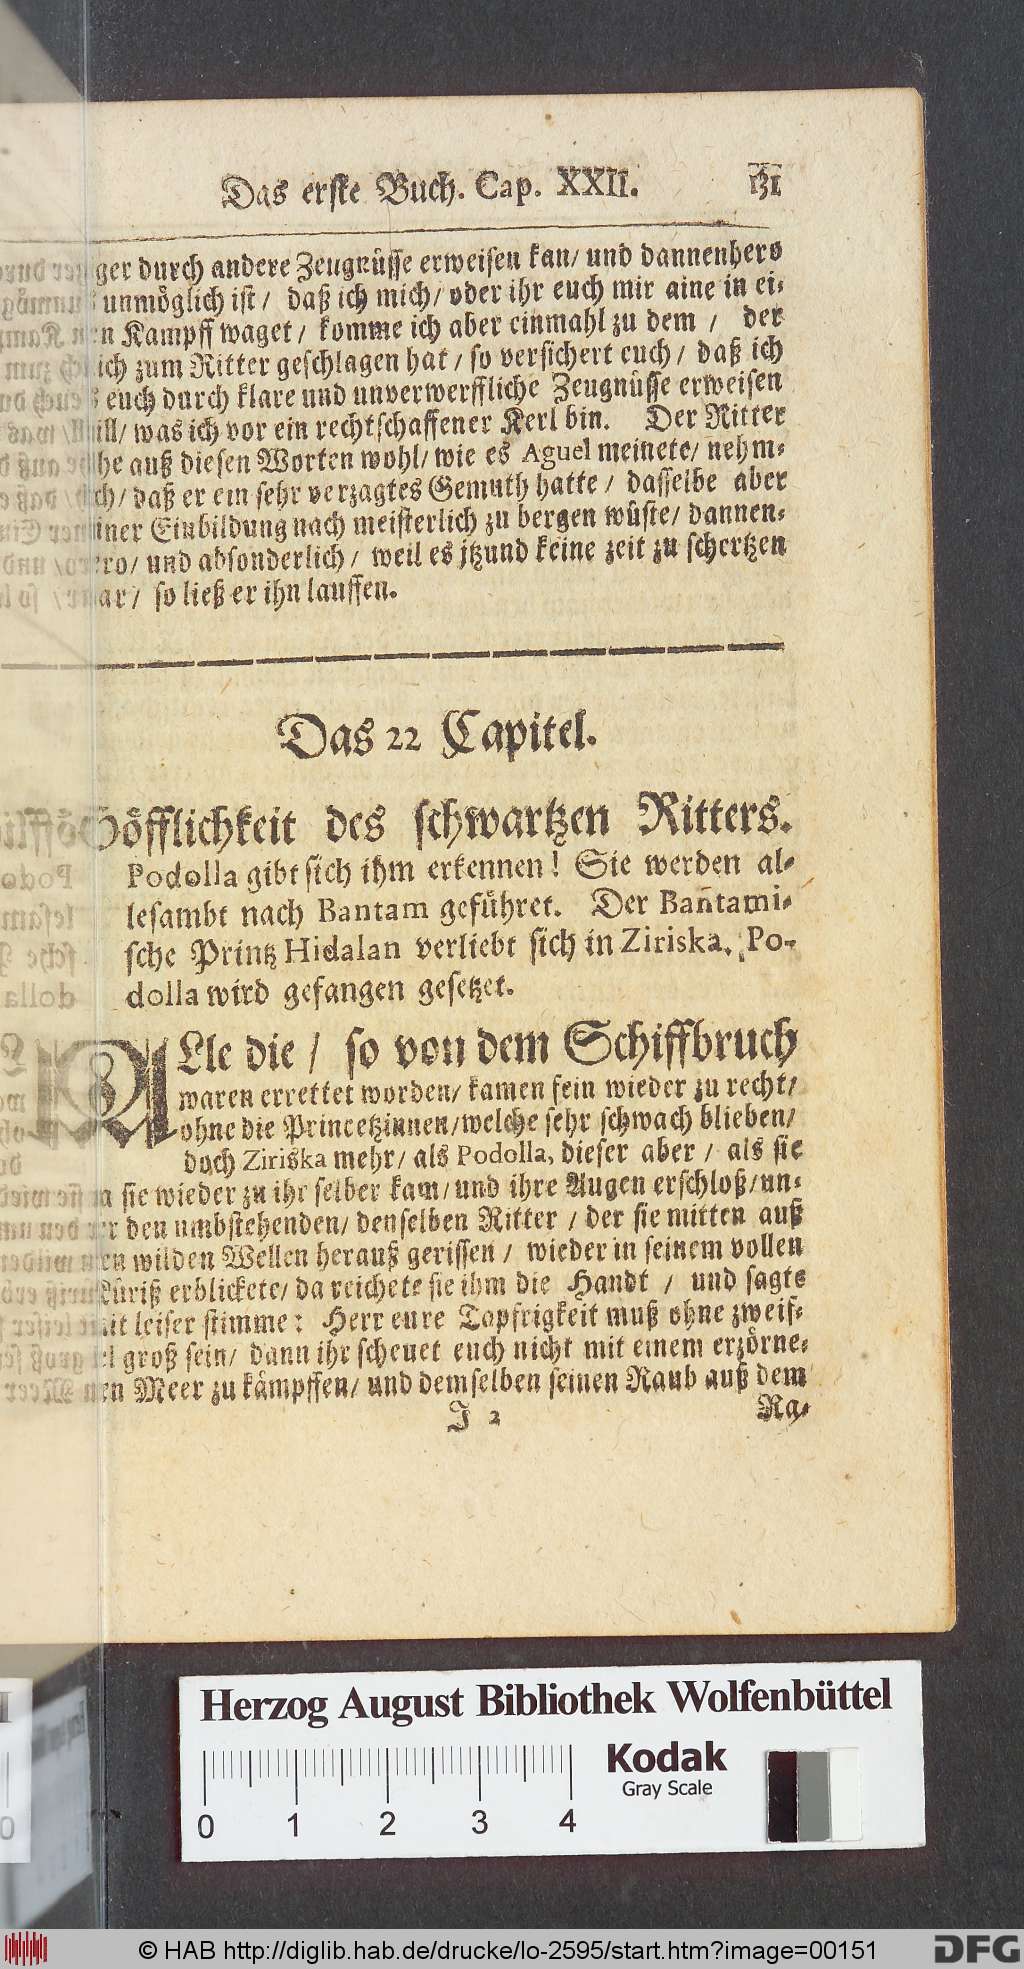 Das erste Buch. Cap. XXII. 131
ger durch andere Zeugnüsse erweisen kan/ und dannenhero
unmöglich ist/ daß ich mich/ oder ihr euch mir aine in ei-
en Kampff waget/ komme ich aber einmahl zu dem / der
ich zum Ritter geschlagen hat/ so versichert euch/ daß ich
euch durch klare und unverwerffliche Zeugnüsse erweisen
will/ was ich vor ein rechtschaffener Kerl bin. Der Ritter
he auß diesen Worten wohl/ wie es Aguel meinete/ nehm-
lich/ daß er ein sehr verzagtes Gemuth hatte/ dasselbe aber
einer Einbildung nach meisterlich zu bergen wüste/ dannen-
hero/ und absonderlich/ weil es jtzund keine zeit zu schertzen
war/ so ließ er ihn lauffen.
Das 22 Capitel.
Höfflichkeit des schwartzen Ritters.
Podolla gibt sich ihm erkennen! Sie werden al-
lesambt nach Bantam geführet. Der Bañtami-
sche Printz Hidalan verliebt sich in Ziriska. Po-
dolla wird gefangen gesetzet.
ALle die / so von dem Schiffbruch
waren errettet worden/ kamen fein wieder zu recht/
ohne die Princetzinnen/ welche sehr schwach blieben/
doch Ziriska mehr/ als Podolla, dieser aber / als sie
da sie wieder zu ihr selber kam/ und ihre Augen erschloß/ un-
ter den umbstehenden/ denselben Ritter / der sie mitten auß
den wilden Wellen herauß gerissen / wieder in seinem vollen
Küriß erblickete/ da reichete sie ihm die Handt / und sagte
mit leiser stimme: Herr eure Tapfrigkeit muß ohne zweif-
el groß sein/ dann ihr scheuet euch nicht mit einem erzörne-
ten Meer zu kämpffen/ und demselben seinen Raub auß dem
J 2 Ra-
Herzog August Bibliothek Wolfenbüttel
Kodak
Gray Scale
0 1 2 3 4
© HAB http://diglib.hab.de/drucke/lo-2595/start.htm?image=00151
DFG